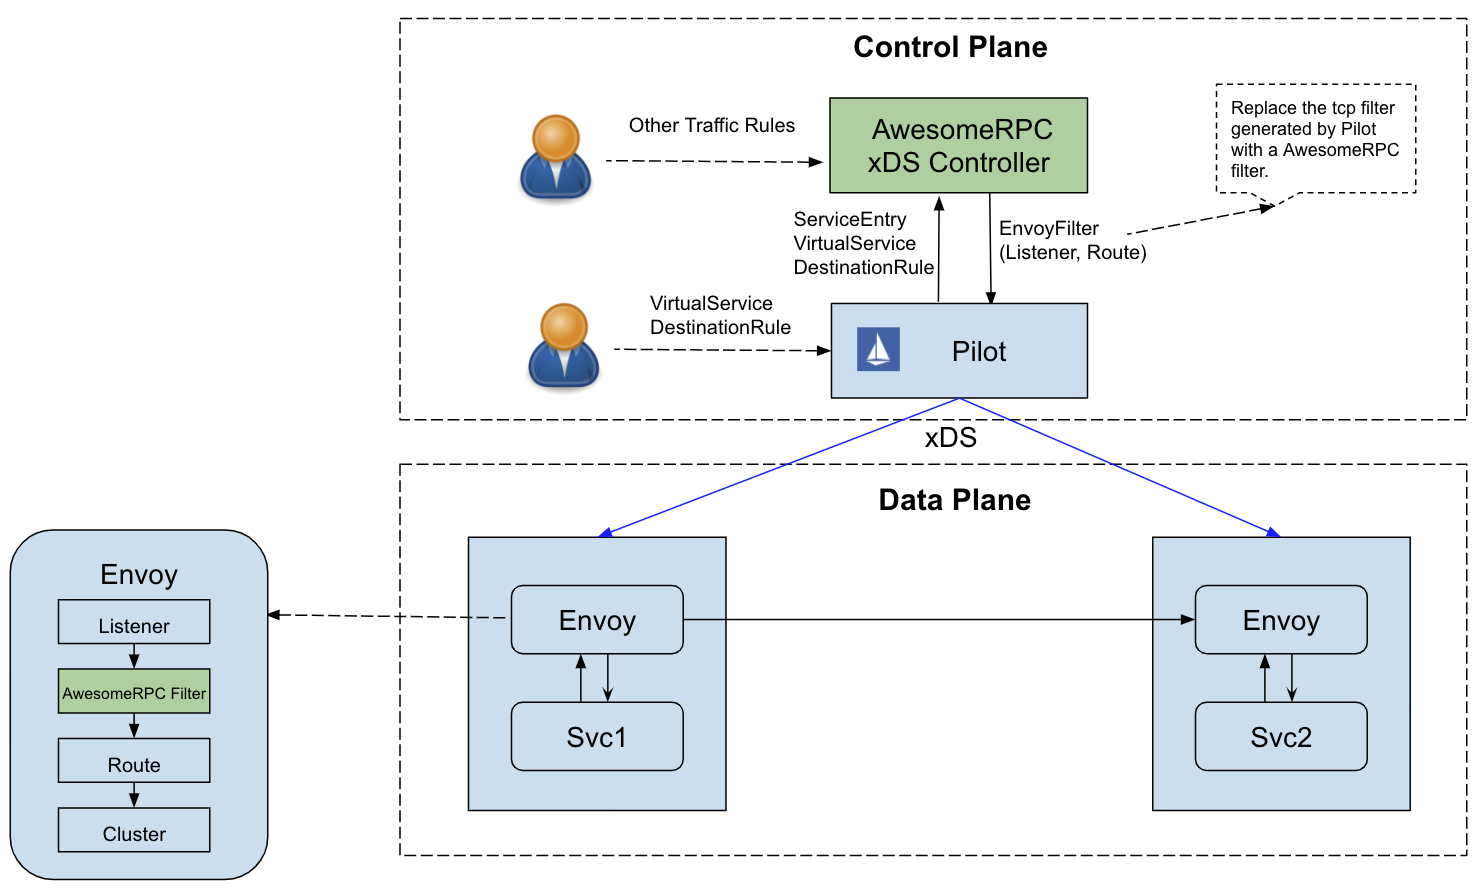 Control Plane
Other Traffic Rules
AwesomeRPC
xDS Controller
Replace the tcp filter
generated by Pilot
with a AwesomeRPC
filter.
ServiceEntry
VirtualService
DestinationRule
EnvoyFilter
(Listener, Route)
VirtualService
DestinationRule
Pilot
xDS
Data Plane
Envoy
Listener
AwesomeRPC Filter
Route
Cluster
Envoy
Svc1
Envoy
Svc2